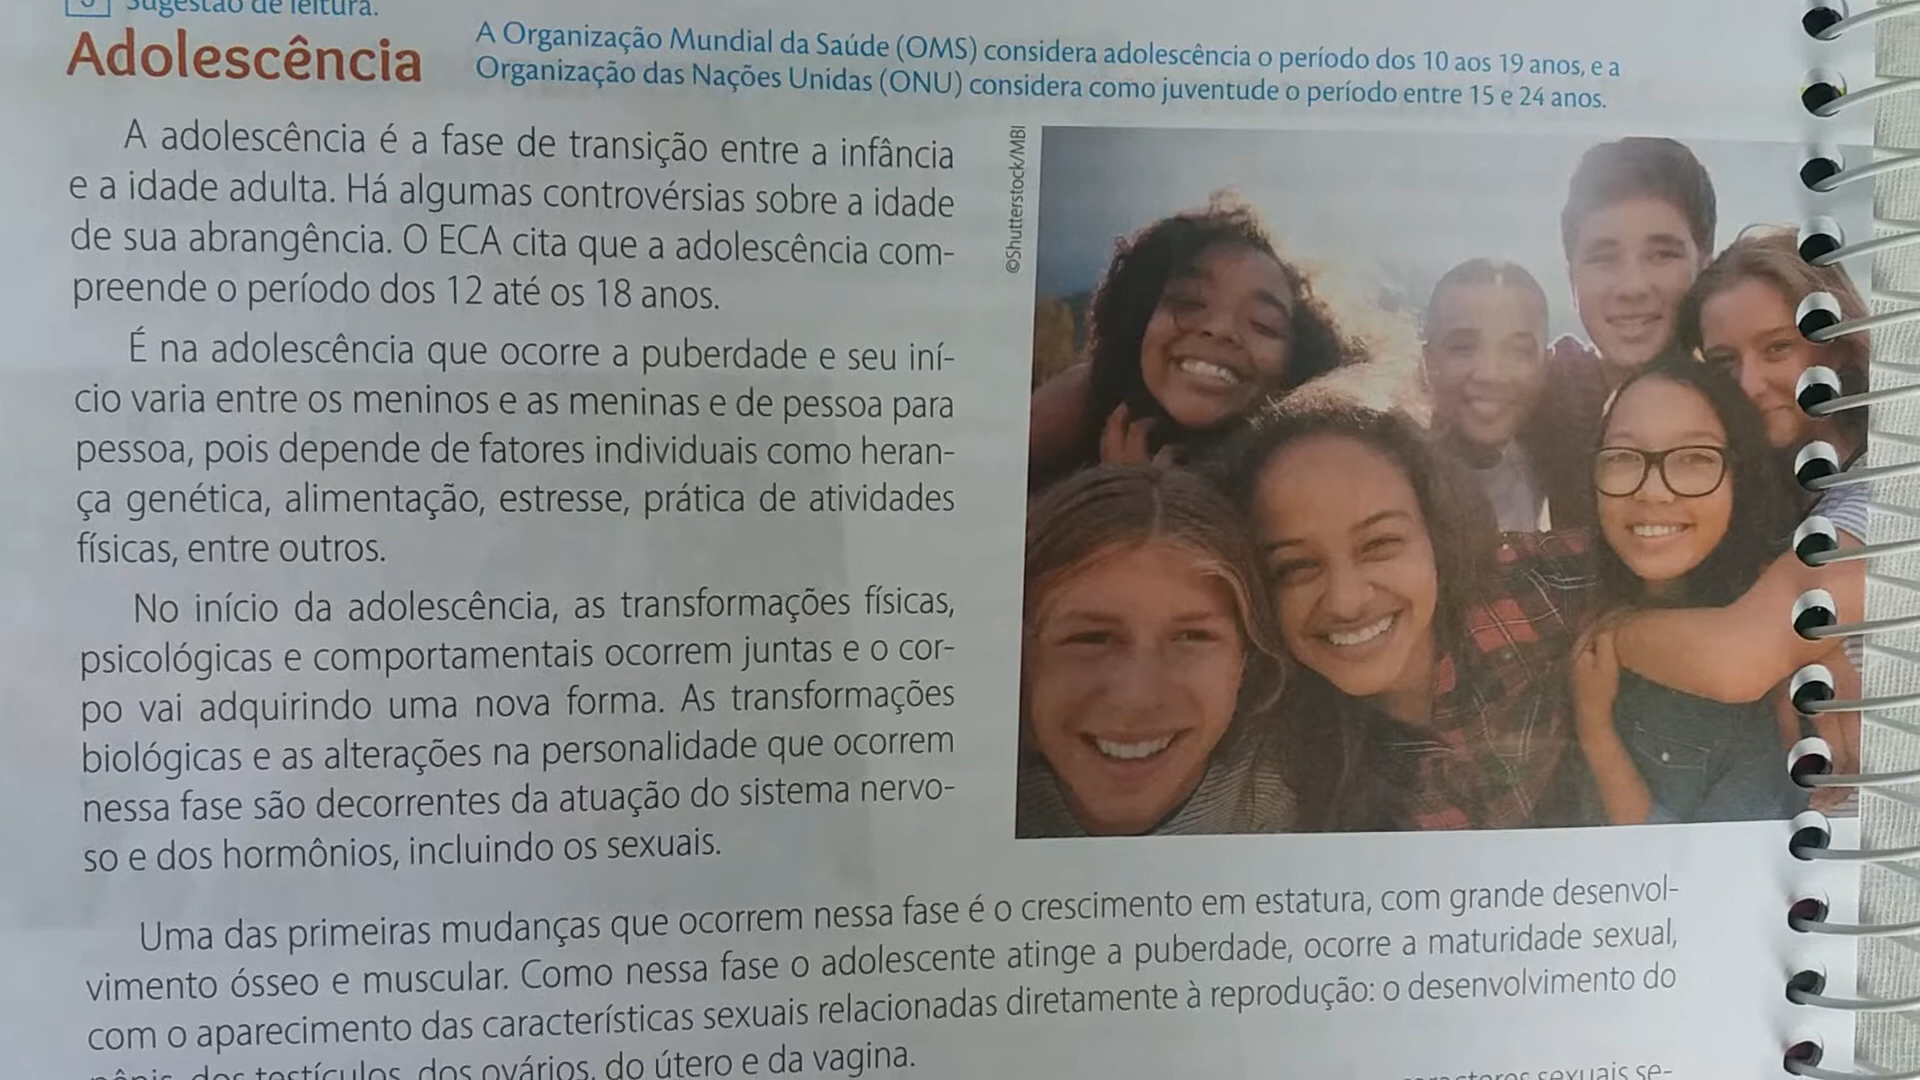 Sugestão de leitura.
Adolescência
A Organização Mundial da Saúde (OMS) considera adolescência o período dos 10 aos 19 anos, e a
Organização das Nações Unidas (ONU) considera como juventude o período entre 15 e 24 anos.
A adolescência é a fase de transição entre a infância
e a idade adulta. Há algumas controvérsias sobre a idade
de sua abrangência. O ECA cita que a adolescência com-
preende o período dos 12 até os 18 anos.
É na adolescência que ocorre a puberdade e seu iní-
cio varia entre os meninos e as meninas e de pessoa para
pessoa, pois depende de fatores individuais como heran-
ça genética, alimentação, estresse, prática de atividades
físicas, entre outros.
No início da adolescência, as transformações físicas,
psicológicas e comportamentais ocorrem juntas e o cor-
po vai adquirindo uma nova forma. As transformações
biológicas e as alterações na personalidade que ocorrem
nessa fase são decorrentes da atuação do sistema nervo-
so e dos hormônios, incluindo os sexuais.
©Shutterstock/MBI
Uma das primeiras mudanças que ocorrem nessa fase é o crescimento em estatura, com grande desenvol-
vimento ósseo e muscular. Como nessa fase o adolescente atinge a puberdade, ocorre a maturidade sexual,
com o aparecimento das características sexuais relacionadas diretamente à reprodução: o desenvolvimento do
pênis, dos testículos, dos ovários, do útero e da vagina.
sexuais se-